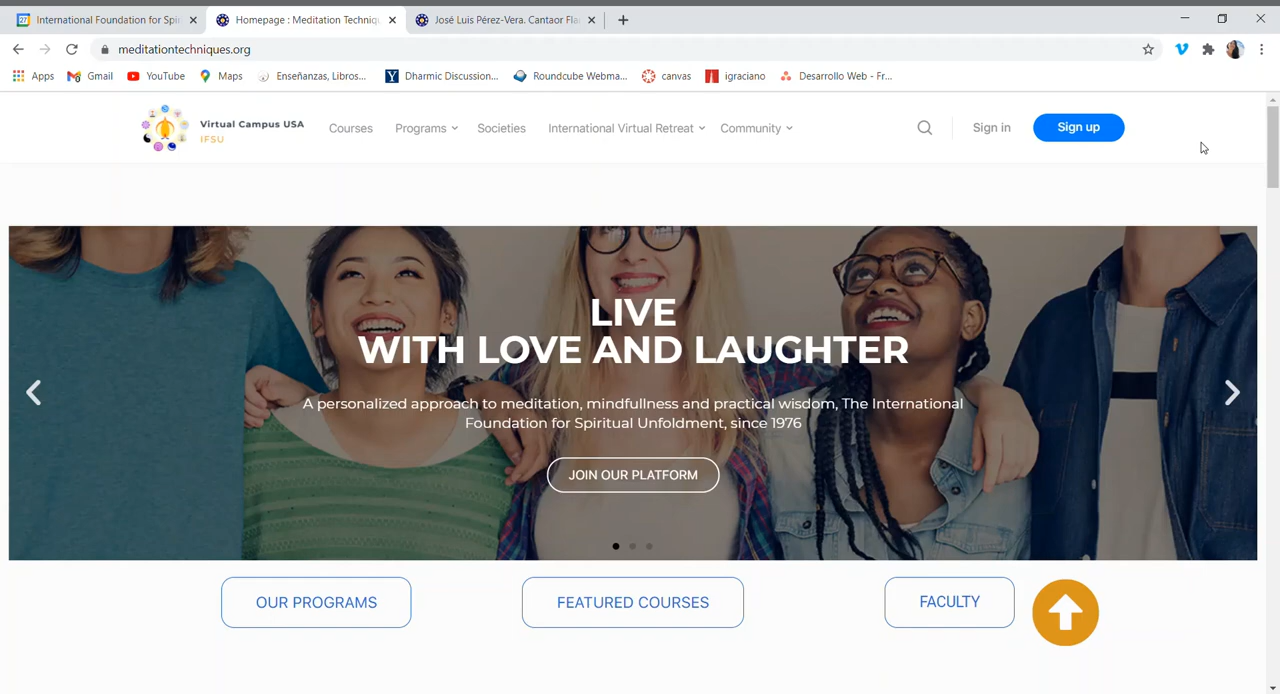 International Foundation for Spi
Homepage : Meditation Techniqu
José Luis Pérez-Vera. Cantaor Fla
meditationtechniques.org
Apps
Gmail
YouTube
Maps
Enseñanzas, Libros...
Dharmic Discussion...
Roundcube Webma...
canvas
igraciano
Desarrollo Web - Fr...
Virtual Campus USA
IFSU
Courses
Programs
Societies
International Virtual Retreat
Community
Sign in
Sign up
LIVE
WITH LOVE AND LAUGHTER
A personalized approach to meditation, mindfullness and practical wisdom, The International
Foundation for Spiritual Unfoldment, since 1976
JOIN OUR PLATFORM
OUR PROGRAMS
FEATURED COURSES
FACULTY